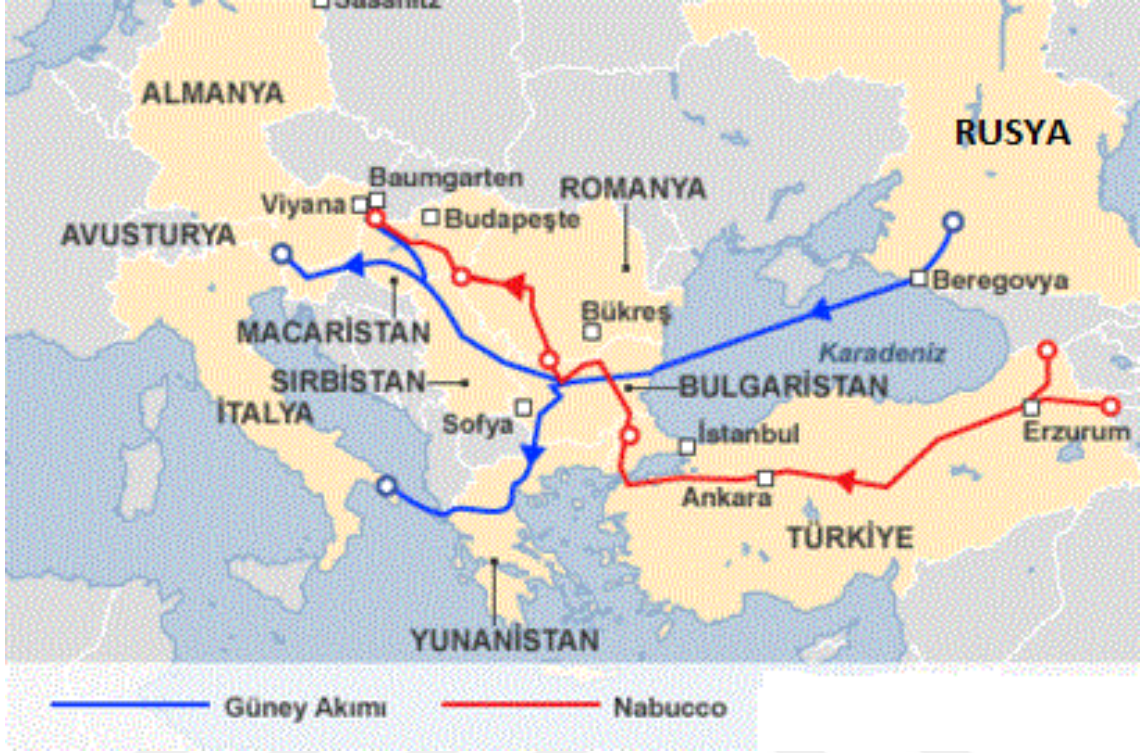 Sassnitz
ALMANYA
RUSYA
Baumgarten
ROMANYA
Viyana
Budapeşte
AVUSTURYA
Beregovya
Bükreş
MACARİSTAN
Karadeniz
SIRBİSTAN
BULGARİSTAN
İTALYA
Sofya
İstanbul
Erzurum
Ankara
TÜRKİYE
YUNANİSTAN
Güney Akımı
Nabucco